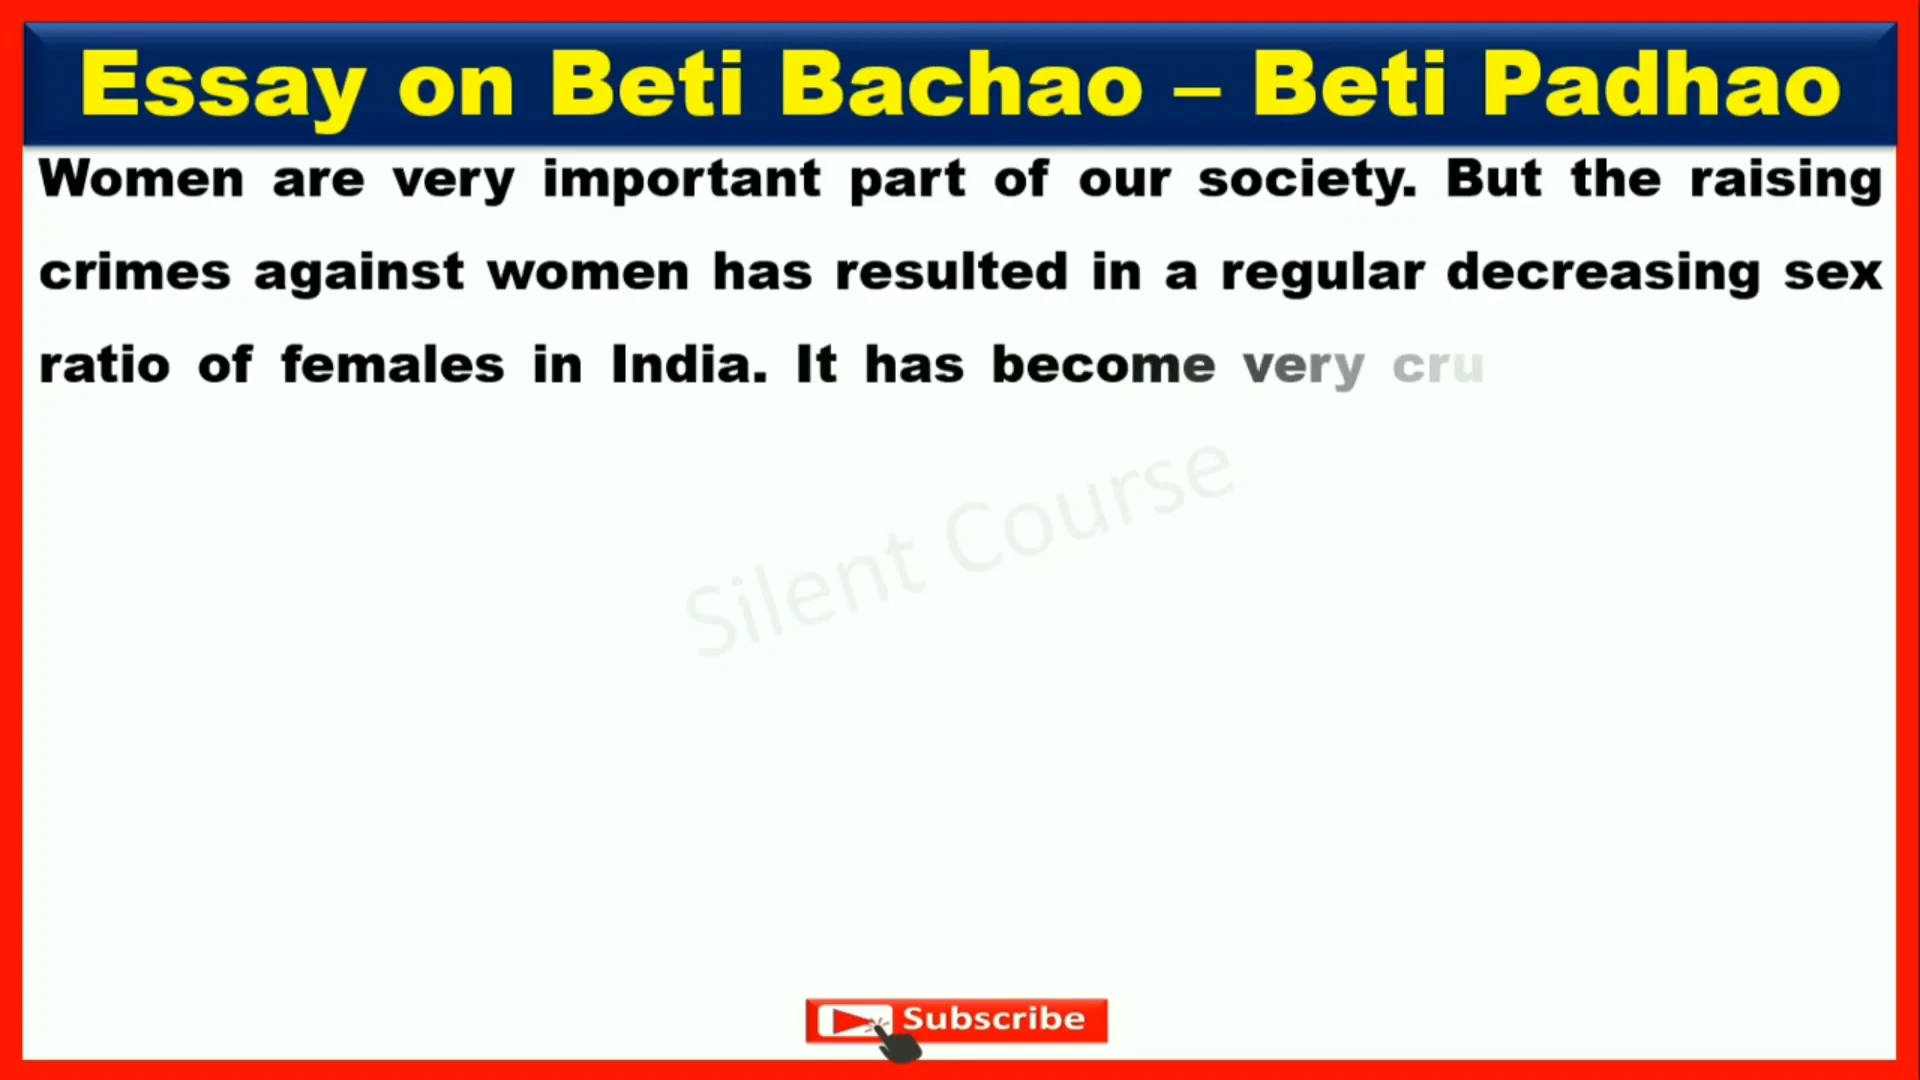 Essay on Beti Bachao – Beti Padhao
Women are very important part of our society. But the raising
crimes against women has resulted in a regular decreasing sex
ratio of females in India. It has become very cru
Silent Course
Subscribe